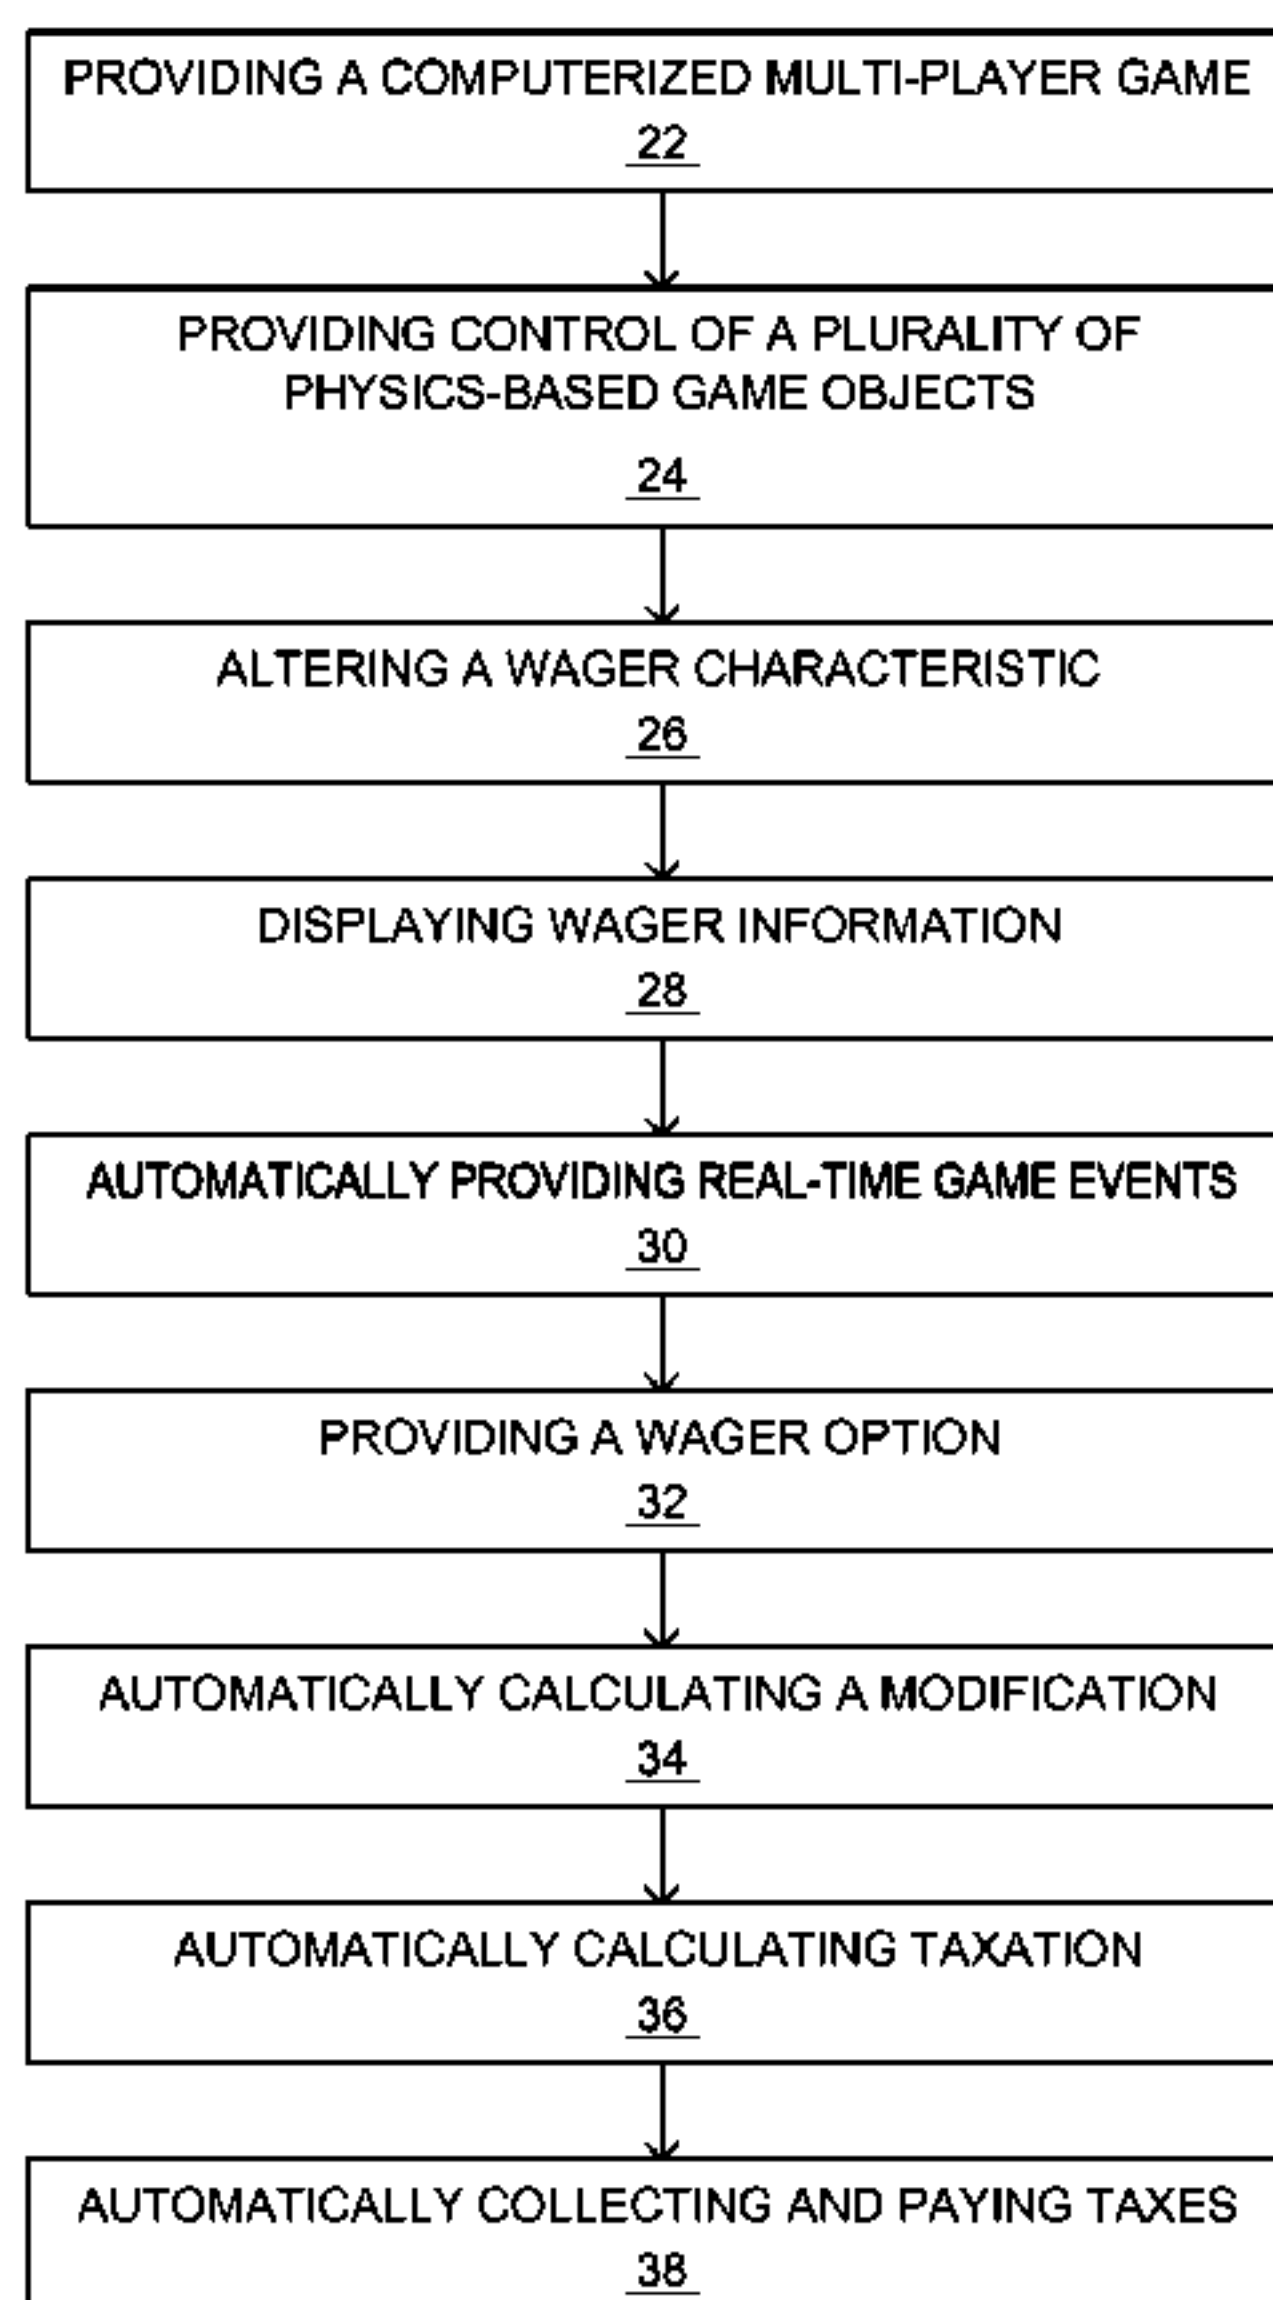 PROVIDING A COMPUTERIZED MULTI-PLAYER GAME
22
PROVIDING CONTROL OF A PLURALITY OF
PHYSICS-BASED GAME OBJECTS
24
ALTERING A WAGER CHARACTERISTIC
26
DISPLAYING WAGER INFORMATION
28
AUTOMATICALLY PROVIDING REAL-TIME GAME EVENTS
30
PROVIDING A WAGER OPTION
32
AUTOMATICALLY CALCULATING A MODIFICATION
34
AUTOMATICALLY CALCULATING TAXATION
36
AUTOMATICALLY COLLECTING AND PAYING TAXES
38